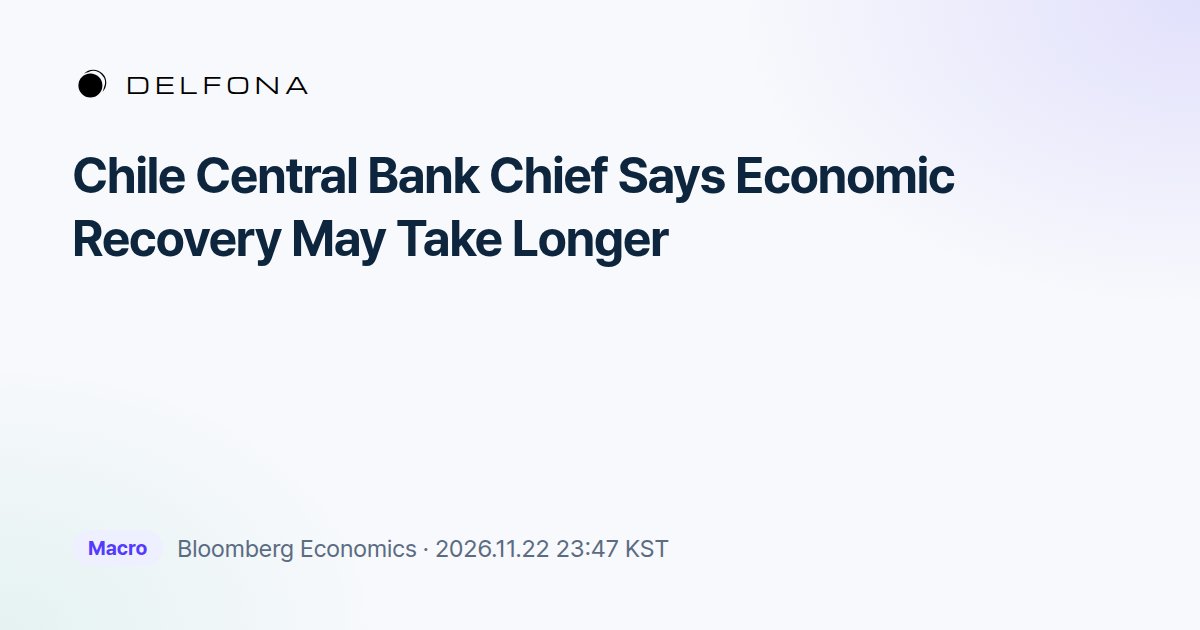 DELFONA
Chile Central Bank Chief Says Economic
Recovery May Take Longer
Macro Bloomberg Economics · 2026.11.22 23:47 KST